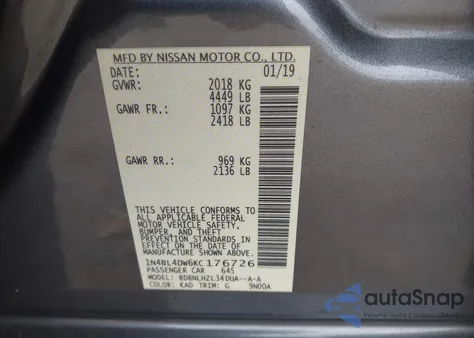 MFD BY NISSAN MOTOR CO., LTD.
DATE: 01/19
GVWR: 2018 KG
4449 LB
GAWR FR.: 1097 KG
2418 LB
GAWR RR.: 969 KG
2136 LB
THIS VEHICLE CONFORMS TO
ALL APPLICABLE FEDERAL
MOTOR VEHICLE SAFETY,
BUMPER, AND THEFT
PREVENTION STANDARDS
IN EFFECT ON THE DATE OF
MANUFACTURE SHOWN ABOVE.
1N4BL4DW6KC176726
PASSENGER CAR 645
MODEL: BDBNLHZL34DUA--A-A
COLOR: KAD TRIM: G 9N00A
autoSnap
www.autosnap.cc